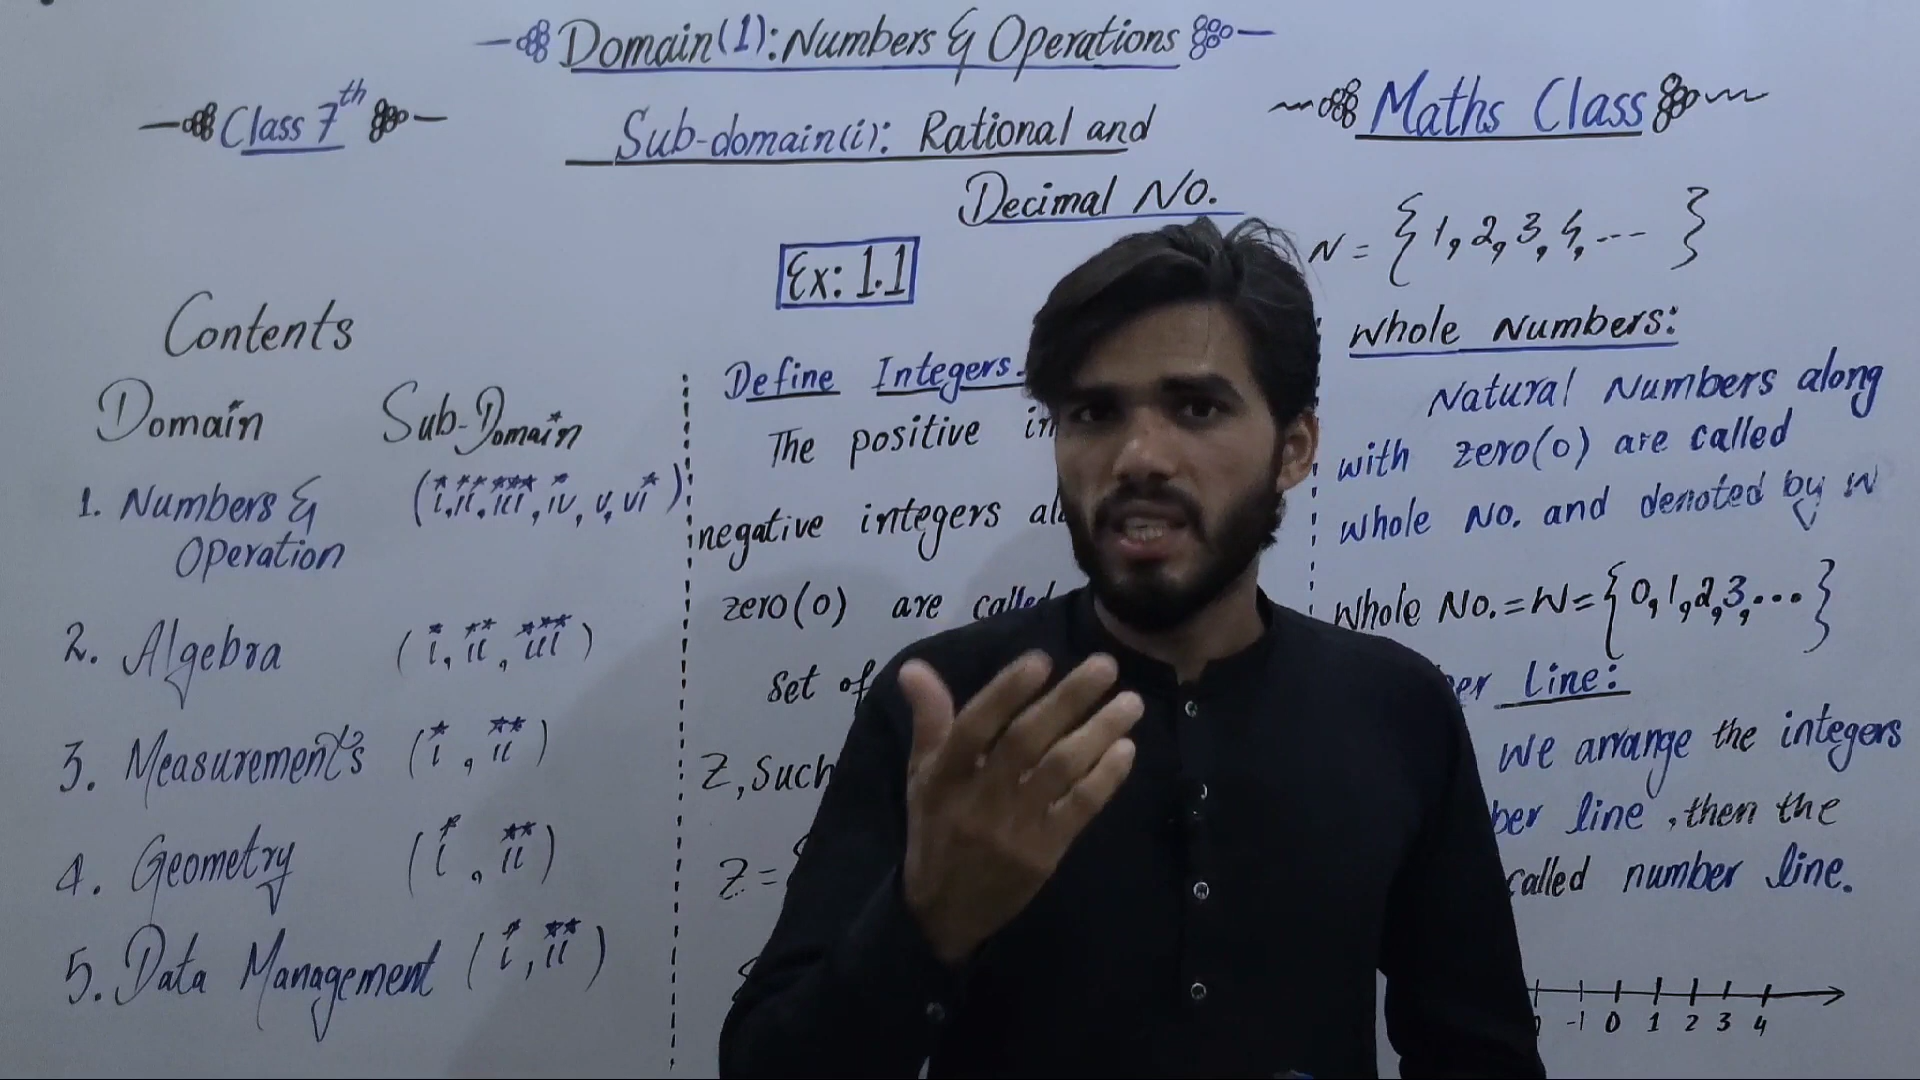 Domain(1): Numbers & Operations
Class 7th
Sub-domain(i): Rational and
Decimal No.
Maths Class
Contents
Domain Sub-Domain
1. Numbers & (i, ii, iii, iv, v, vi)
Operation
2. Algebra (i, ii, iii)
3. Measurement's (i, ii)
4. Geometry (i, ii)
5. Data Management (i, ii)
Ex: 1.1
Define Integers.
The positive
negative integers
zero(0) are called
set of
Z, Such
Z =
N = {1, 2, 3, 4, --- }
Whole Numbers:
Natural Numbers along
with zero(0) are called
whole No. and denoted by W
Whole No. = W = {0, 1, 2, 3, ... }
Line:
We arrange the integers
line, then the
called number line.
-1 0 1 2 3 4